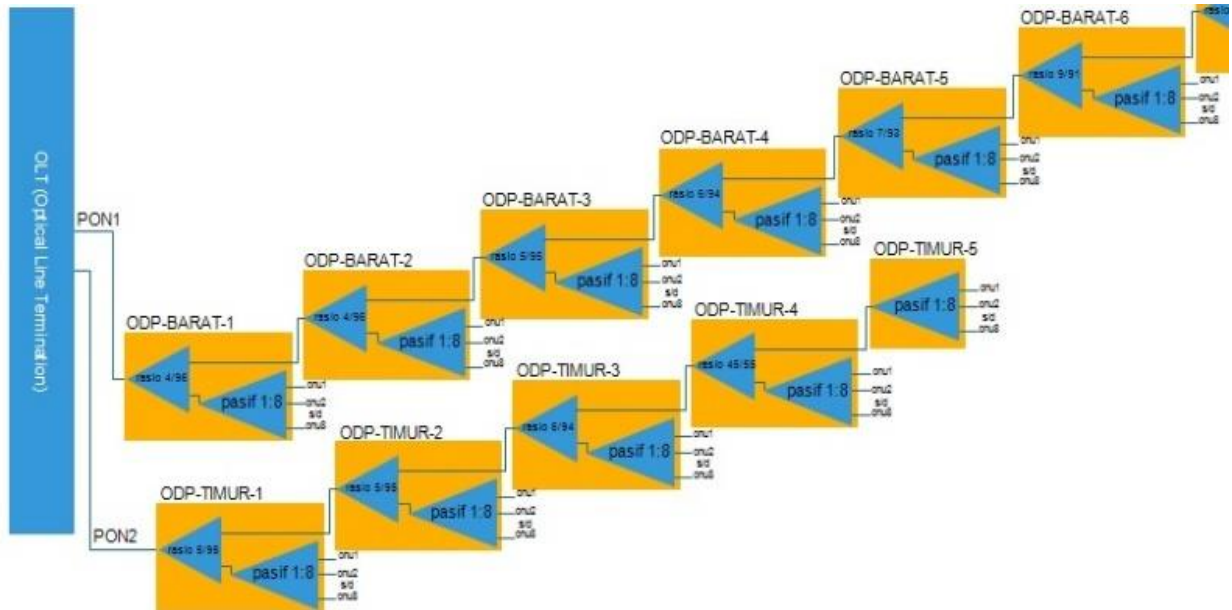 OLT (Optical Line Termination)
PON1
PON2
ODP-BARAT-1
rasio 4/96
pasif 1:8
onu1
onu2
s/d
onu8
ODP-BARAT-2
rasio 4/96
pasif 1:8
onu1
onu2
s/d
onu8
ODP-BARAT-3
rasio 5/95
pasif 1:8
onu1
onu2
s/d
onu8
ODP-BARAT-4
rasio 6/94
pasif 1:8
onu1
onu2
s/d
onu8
ODP-BARAT-5
rasio 7/93
pasif 1:8
onu1
onu2
s/d
onu8
ODP-BARAT-6
rasio 9/91
pasif 1:8
onu1
onu2
s/d
onu8
rasio
ODP-TIMUR-1
rasio 5/95
pasif 1:8
onu1
onu2
s/d
onu8
ODP-TIMUR-2
rasio 5/95
pasif 1:8
onu1
onu2
s/d
onu8
ODP-TIMUR-3
rasio 6/94
pasif 1:8
onu1
onu2
s/d
onu8
ODP-TIMUR-4
rasio 45/55
pasif 1:8
onu1
onu2
s/d
onu8
ODP-TIMUR-5
pasif 1:8
onu1
onu2
s/d
onu8